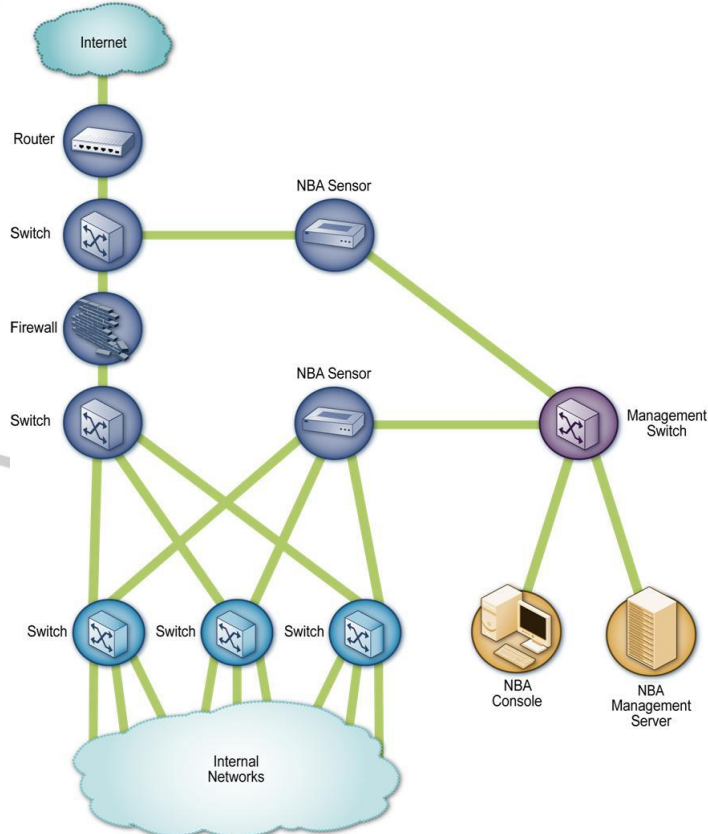 Internet
Router
NBA Sensor
Switch
Firewall
NBA Sensor
Switch
Management
Switch
Switch
Switch
Switch
NBA
Console
NBA
Management
Server
Internal
Networks